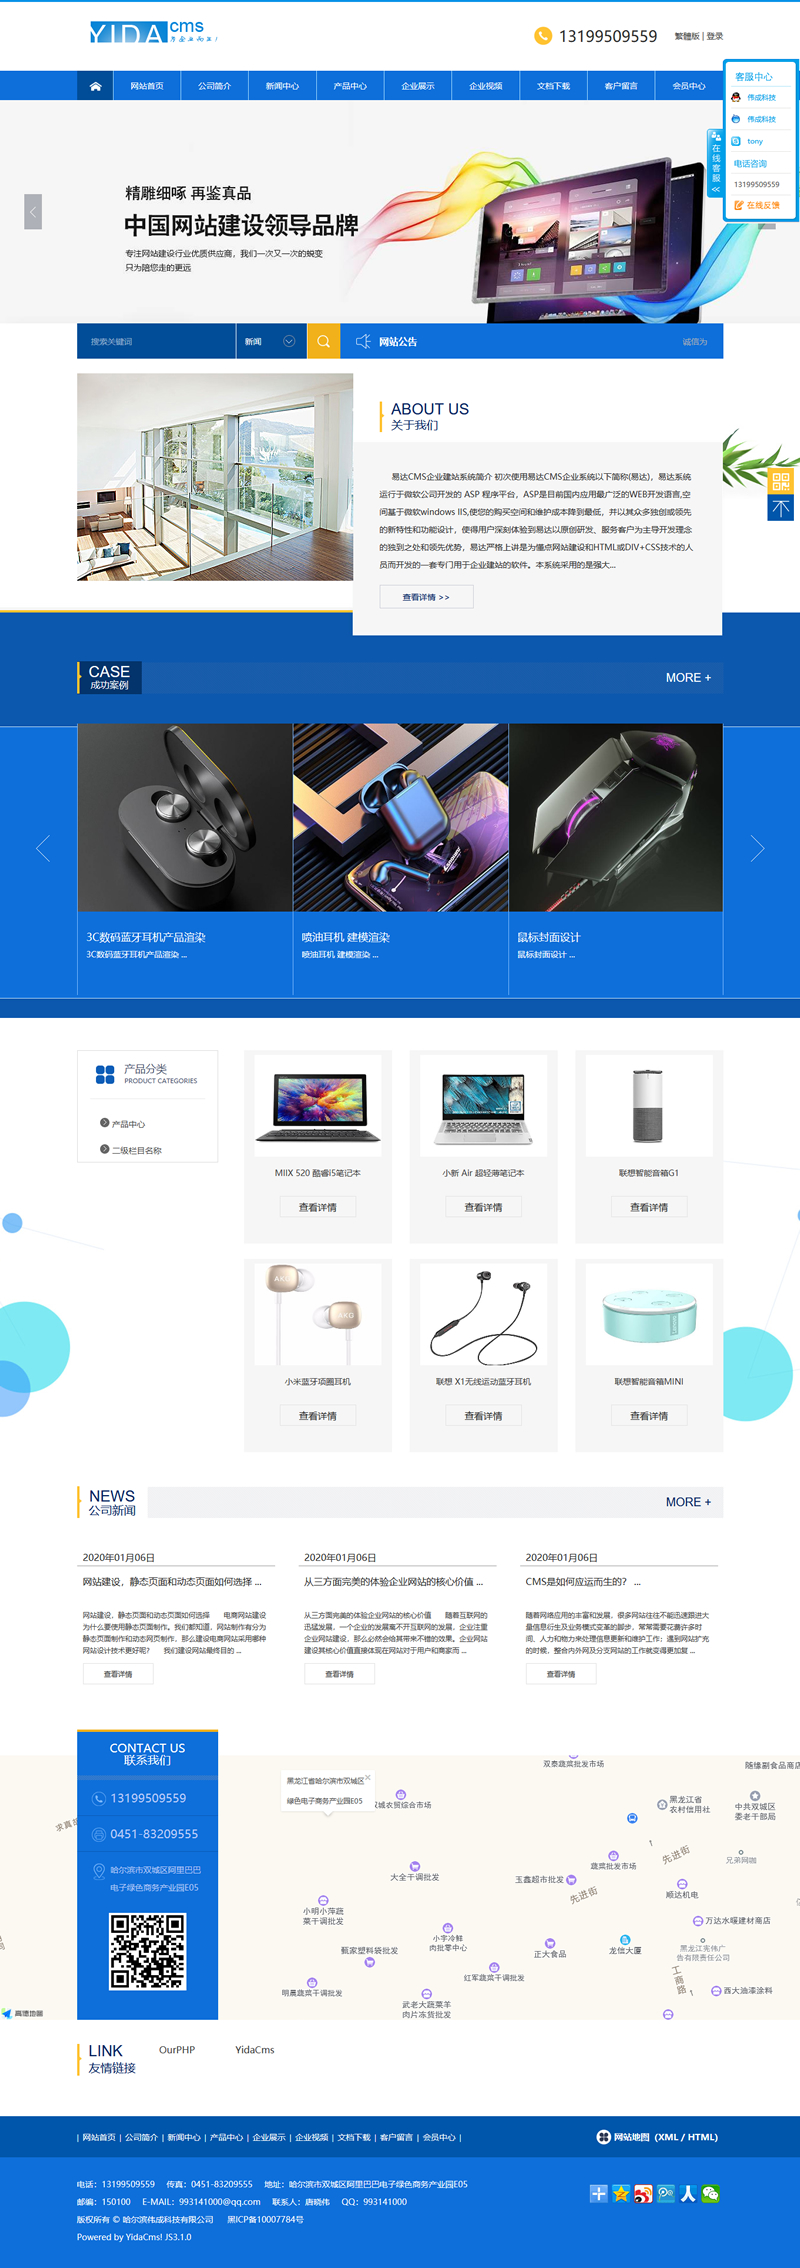 YIDAcms
13199509559
繁體版 | 登录
网站首页 公司简介 新闻中心 产品中心 企业展示 企业视频 文档下载 客户留言 会员中心
客服中心
伟成科技
伟成科技
tony
电话咨询
13199509559
在线反馈
在线客服 <<
精雕细啄 再鉴真品
中国网站建设领导品牌
专注网站建设行业优质供应商，我们一次又一次的蜕变
只为陪您走的更远
搜索关键词 新闻 网站公告 诚信为
ABOUT US
关于我们
易达CMS企业建站系统简介 初次使用易达CMS企业系统以下简称(易达)，易达系统
运行于微软公司开发的 ASP 程序平台，ASP是目前国内应用最广泛的WEB开发语言,空
间基于微软windows IIS,使您的购买空间和维护成本降到最低，并以其众多独创或领先
的新特性和功能设计，使得用户深刻体验到易达以原创研发、服务客户为主导开发理念
的独到之处和领先优势，易达严格上讲是为懂点网站建设和HTML或DIV+CSS技术的人
员而开发的一套专门用于企业建站的软件。本系统采用的是强大...
查看详情 >>
CASE
成功案例
MORE +
3C数码蓝牙耳机产品渲染
3C数码蓝牙耳机产品渲染 ...
喷油耳机 建模渲染
喷油耳机 建模渲染 ...
鼠标封面设计
鼠标封面设计 ...
产品分类
PRODUCT CATEGORIES
产品中心
二级栏目名称
MIIX 520 酷睿i5笔记本
查看详情
小新 Air 超轻薄笔记本
查看详情
联想智能音箱G1
查看详情
AKG
AKG
小米蓝牙项圈耳机
查看详情
联想 X1无线运动蓝牙耳机
查看详情
联想智能音箱MINI
查看详情
NEWS
公司新闻
MORE +
2020年01月06日
网站建设，静态页面和动态页面如何选择 ...
网站建设，静态页面和动态页面如何选择 电商网站建设
为什么要使用静态页面制作。我们都知道，网站制作有分为
静态页面制作和动态网页制作，那么建设电商网站采用哪种
网站设计技术更好呢？ 我们建设网站最终目的 ...
查看详情
2020年01月06日
从三方面完美的体验企业网站的核心价值 ...
从三方面完美的体验企业网站的核心价值 随着互联网的
迅猛发展，一个企业的发展离不开互联网的发展，企业注重
企业网站建设，那么必然会给其带来不错的效果。企业网站
建设其核心价值直接体现在网站对于用户和商家而 ...
查看详情
2020年01月06日
CMS是如何应运而生的？ ...
随着网络应用的丰富和发展，很多网站往往不能迅速跟进大
量信息衍生及业务模式变革的脚步，常常需要花费许多时
间、人力和物力来处理信息更新和维护工作；遇到网站扩充
的时候，整合内外网及分支网站的工作就变得更加复 ...
查看详情
CONTACT US
联系我们
13199509559
0451-83209555
哈尔滨市双城区阿里巴巴
电子绿色商务产业园E05
黑龙江省哈尔滨市双城区
绿色电子商务产业园E05
双城农贸综合市场
双泰蔬菜批发市场
随缘副食品商店
黑龙江省
农村信用社
中共双城区
委老干部局
先进街
兄弟网咖
蔬菜批发市场
大全干调批发
玉鑫超市批发
先进街
顺达机电
小明小萍蔬
菜干调批发
万达水暖建材商店
小宇冷鲜
肉批零中心
甄家塑料袋批发
正大食品
龙信大厦
黑龙江宪伟广
告有限责任公司
红军蔬菜干调批发
工商路
明晨蔬菜干调批发
西大油漆涂料
武老大蔬菜羊
肉片冻货批发
高德地图
LINK
友情链接
OurPHP YidaCms
| 网站首页 | 公司简介 | 新闻中心 | 产品中心 | 企业展示 | 企业视频 | 文档下载 | 客户留言 | 会员中心 |
网站地图（XML / HTML）
电话：13199509559 传真：0451-83209555 地址：哈尔滨市双城区阿里巴巴电子绿色商务产业园E05
邮编：150100 E-MAIL：993141000@qq.com 联系人：唐晓伟 QQ：993141000
版权所有 © 哈尔滨伟成科技有限公司 黑ICP备10007784号
Powered by YidaCms! JS3.1.0